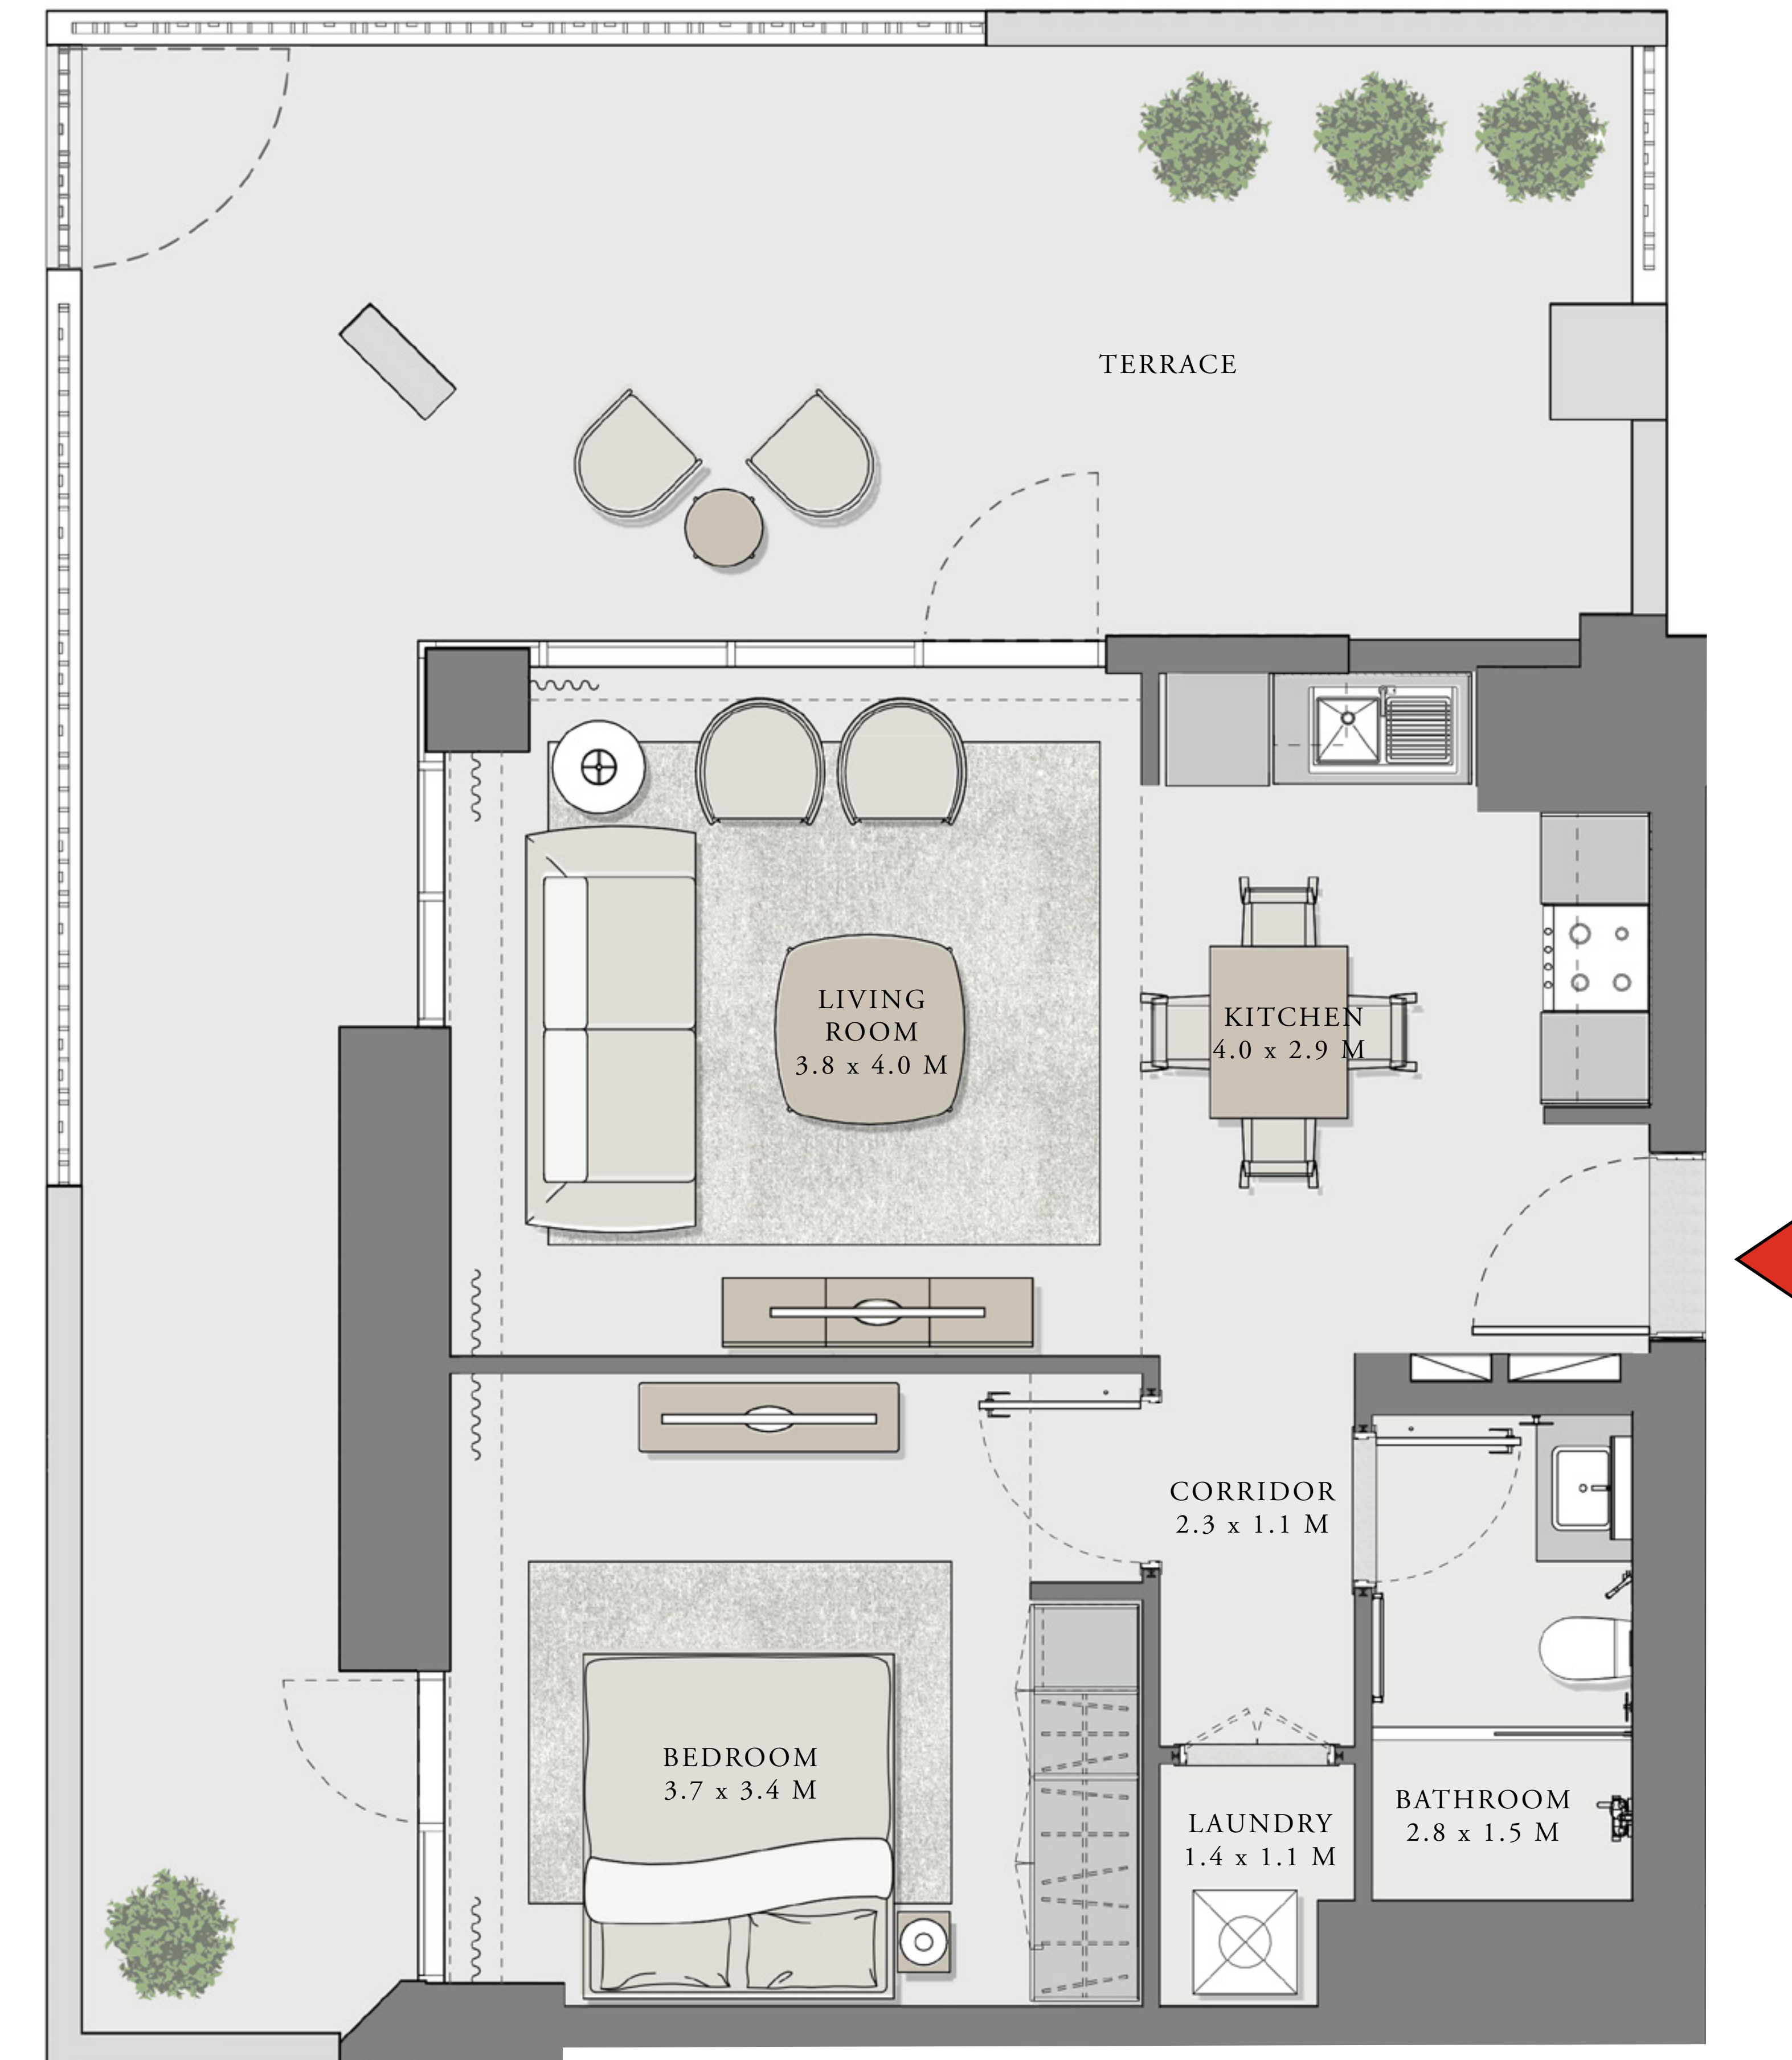 TERRACE
LIVING
ROOM
3.8 x 4.0 M
KITCHEN
4.0 x 2.9 M
CORRIDOR
2.3 x 1.1 M
BEDROOM
3.7 x 3.4 M
LAUNDRY
1.4 x 1.1 M
BATHROOM
2.8 x 1.5 M